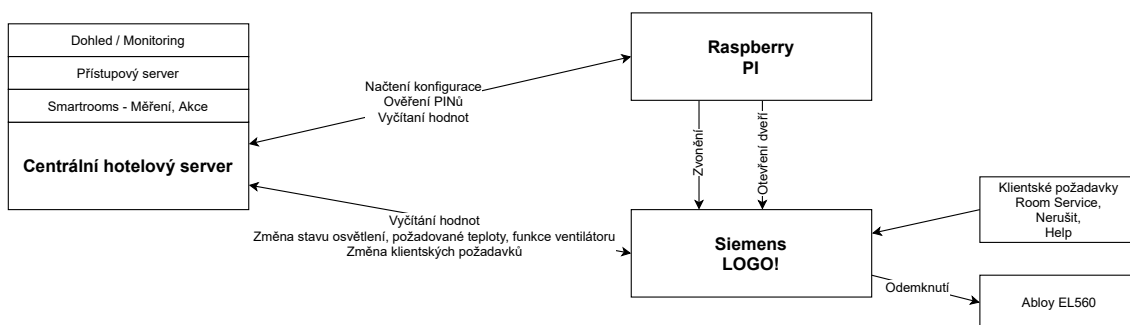 Dohled / Monitoring
Přístupový server
Smartrooms - Měření, Akce
Centrální hotelový server
Načtení konfigurace
Ověření PINů
Vyčítaní hodnot
Raspberry
PI
Zvonění
Otevření dveří
Vyčítání hodnot
Změna stavu osvětlení, požadované teploty, funkce ventilátoru
Změna klientských požadavků
Siemens
LOGO!
Klientské požadavky
Room Service,
Nerušit,
Help
Odemknutí
Abloy EL560